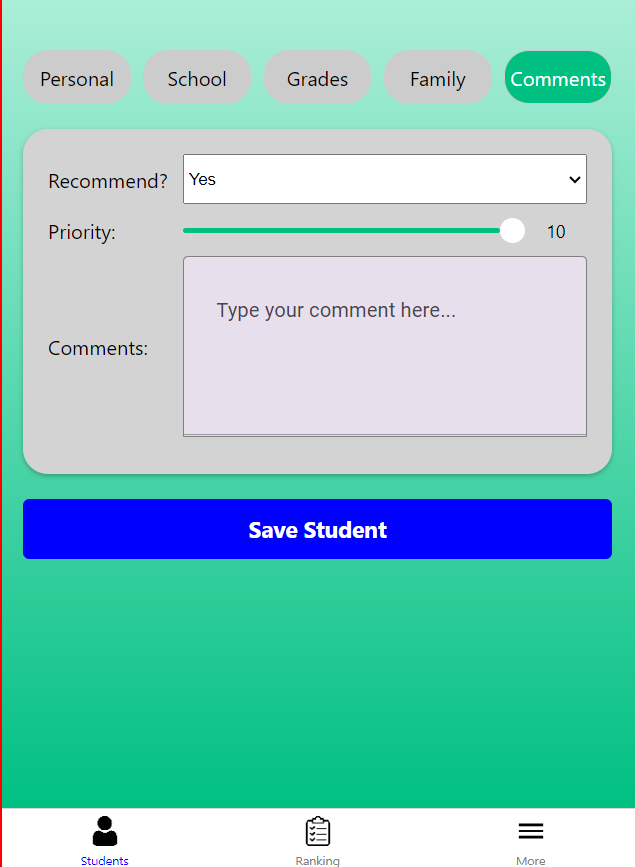 Personal School Grades Family Comments
Recommend? Yes
Priority: 10
Type your comment here...
Comments:
Save Student
Students Ranking More